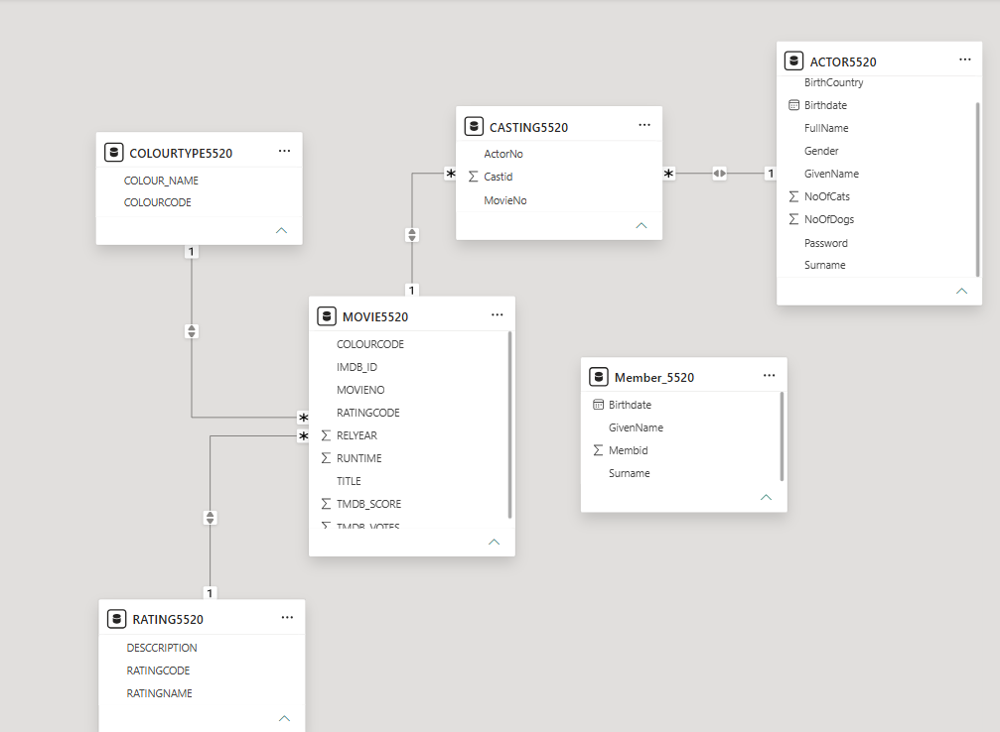 COLOURTYPE5520
COLOUR_NAME
COLOURCODE
1
CASTING5520
ActorNo
Σ Castid
MovieNo
*
*
1
ACTOR5520
BirthCountry
Birthdate
FullName
Gender
GivenName
Σ NoOfCats
Σ NoOfDogs
Password
Surname
1
MOVIE5520
COLOURCODE
IMDB_ID
MOVIENO
RATINGCODE
Σ RELYEAR
Σ RUNTIME
TITLE
Σ TMDB_SCORE
Σ TMDB_VOTES
*
*
Member_5520
Birthdate
GivenName
Σ Membid
Surname
1
RATING5520
DESCCRIPTION
RATINGCODE
RATINGNAME